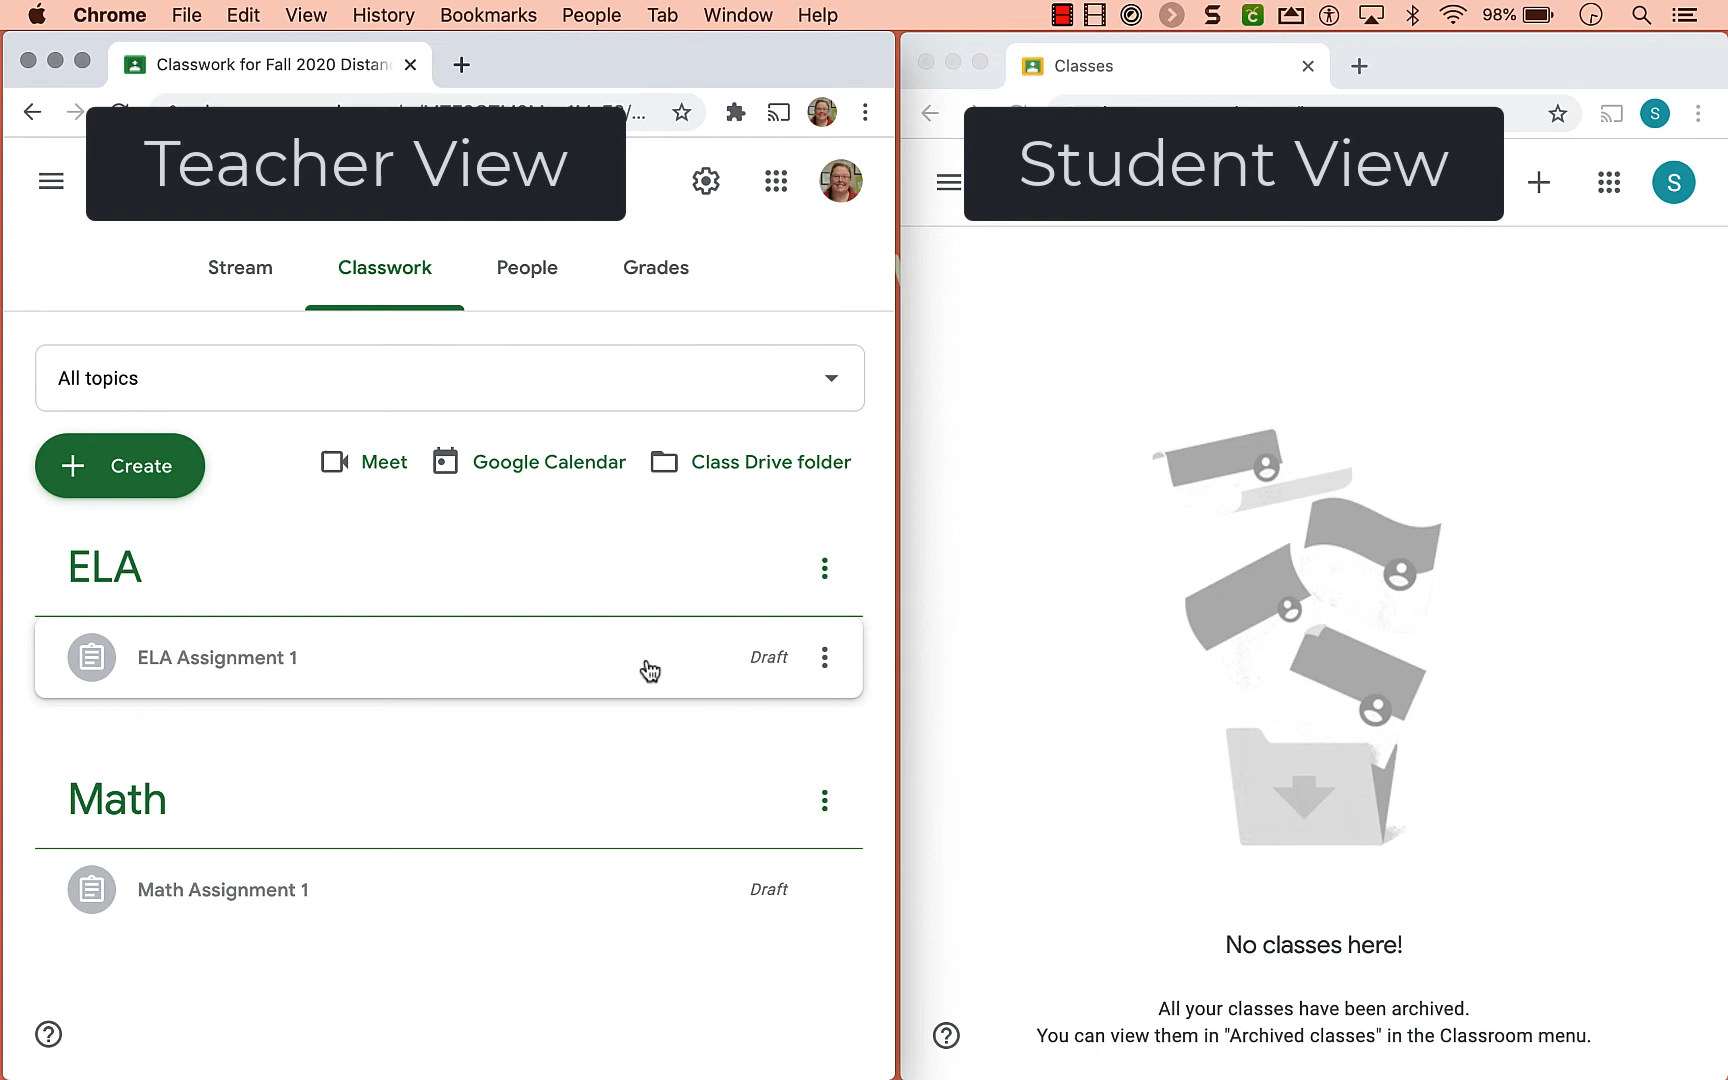 Chrome File Edit View History Bookmarks People Tab Window Help 98%
Classwork for Fall 2020 Distan
Teacher View
Stream Classwork People Grades
All topics
Create Meet Google Calendar Class Drive folder
ELA
ELA Assignment 1 Draft
Math
Math Assignment 1 Draft
Classes
S
Student View
S
No classes here!
All your classes have been archived.
You can view them in "Archived classes" in the Classroom menu.